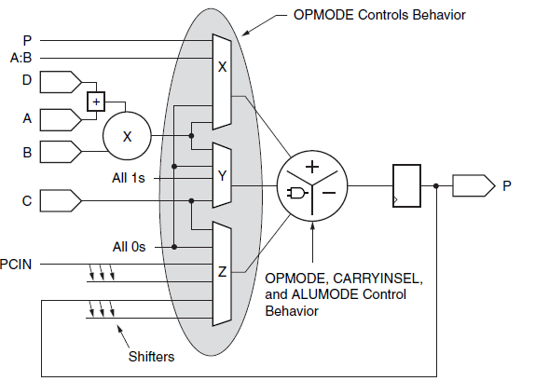 OPMODE Controls Behavior
P
A:B
D
A
B
C
PCIN
+
X
All 1s
All 0s
X
Y
Z
+
−
P
OPMODE, CARRYINSEL,
and ALUMODE Control
Behavior
Shifters